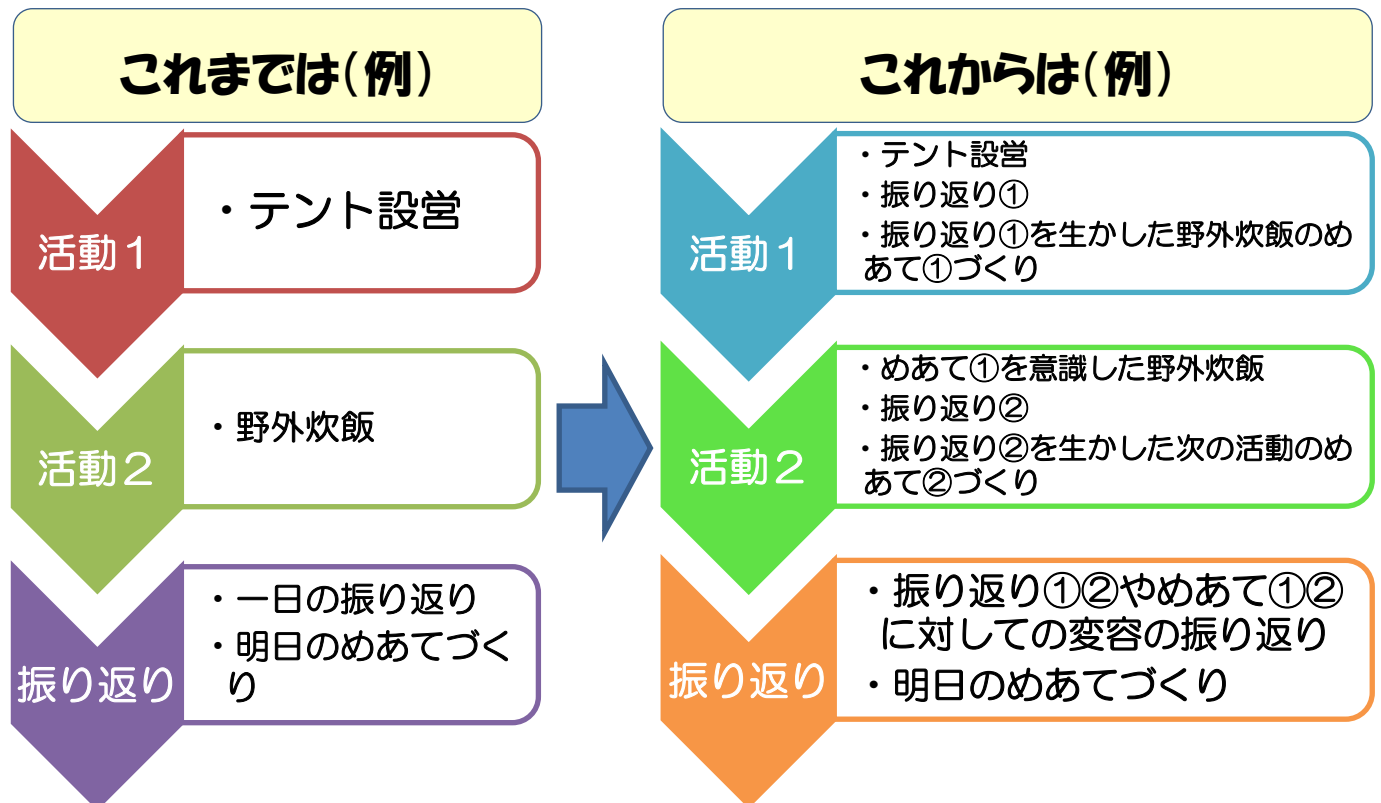 これまでは(例)
活動1
・テント設営
活動2
・野外炊飯
振り返り
・一日の振り返り
・明日のめあてづく
り
これからは(例)
活動1
・テント設営
・振り返り①
・振り返り①を生かした野外炊飯のめ
あて①づくり
活動2
・めあて①を意識した野外炊飯
・振り返り②
・振り返り②を生かした次の活動のめ
あて②づくり
振り返り
・振り返り①②やめあて①②
に対しての変容の振り返り
・明日のめあてづくり